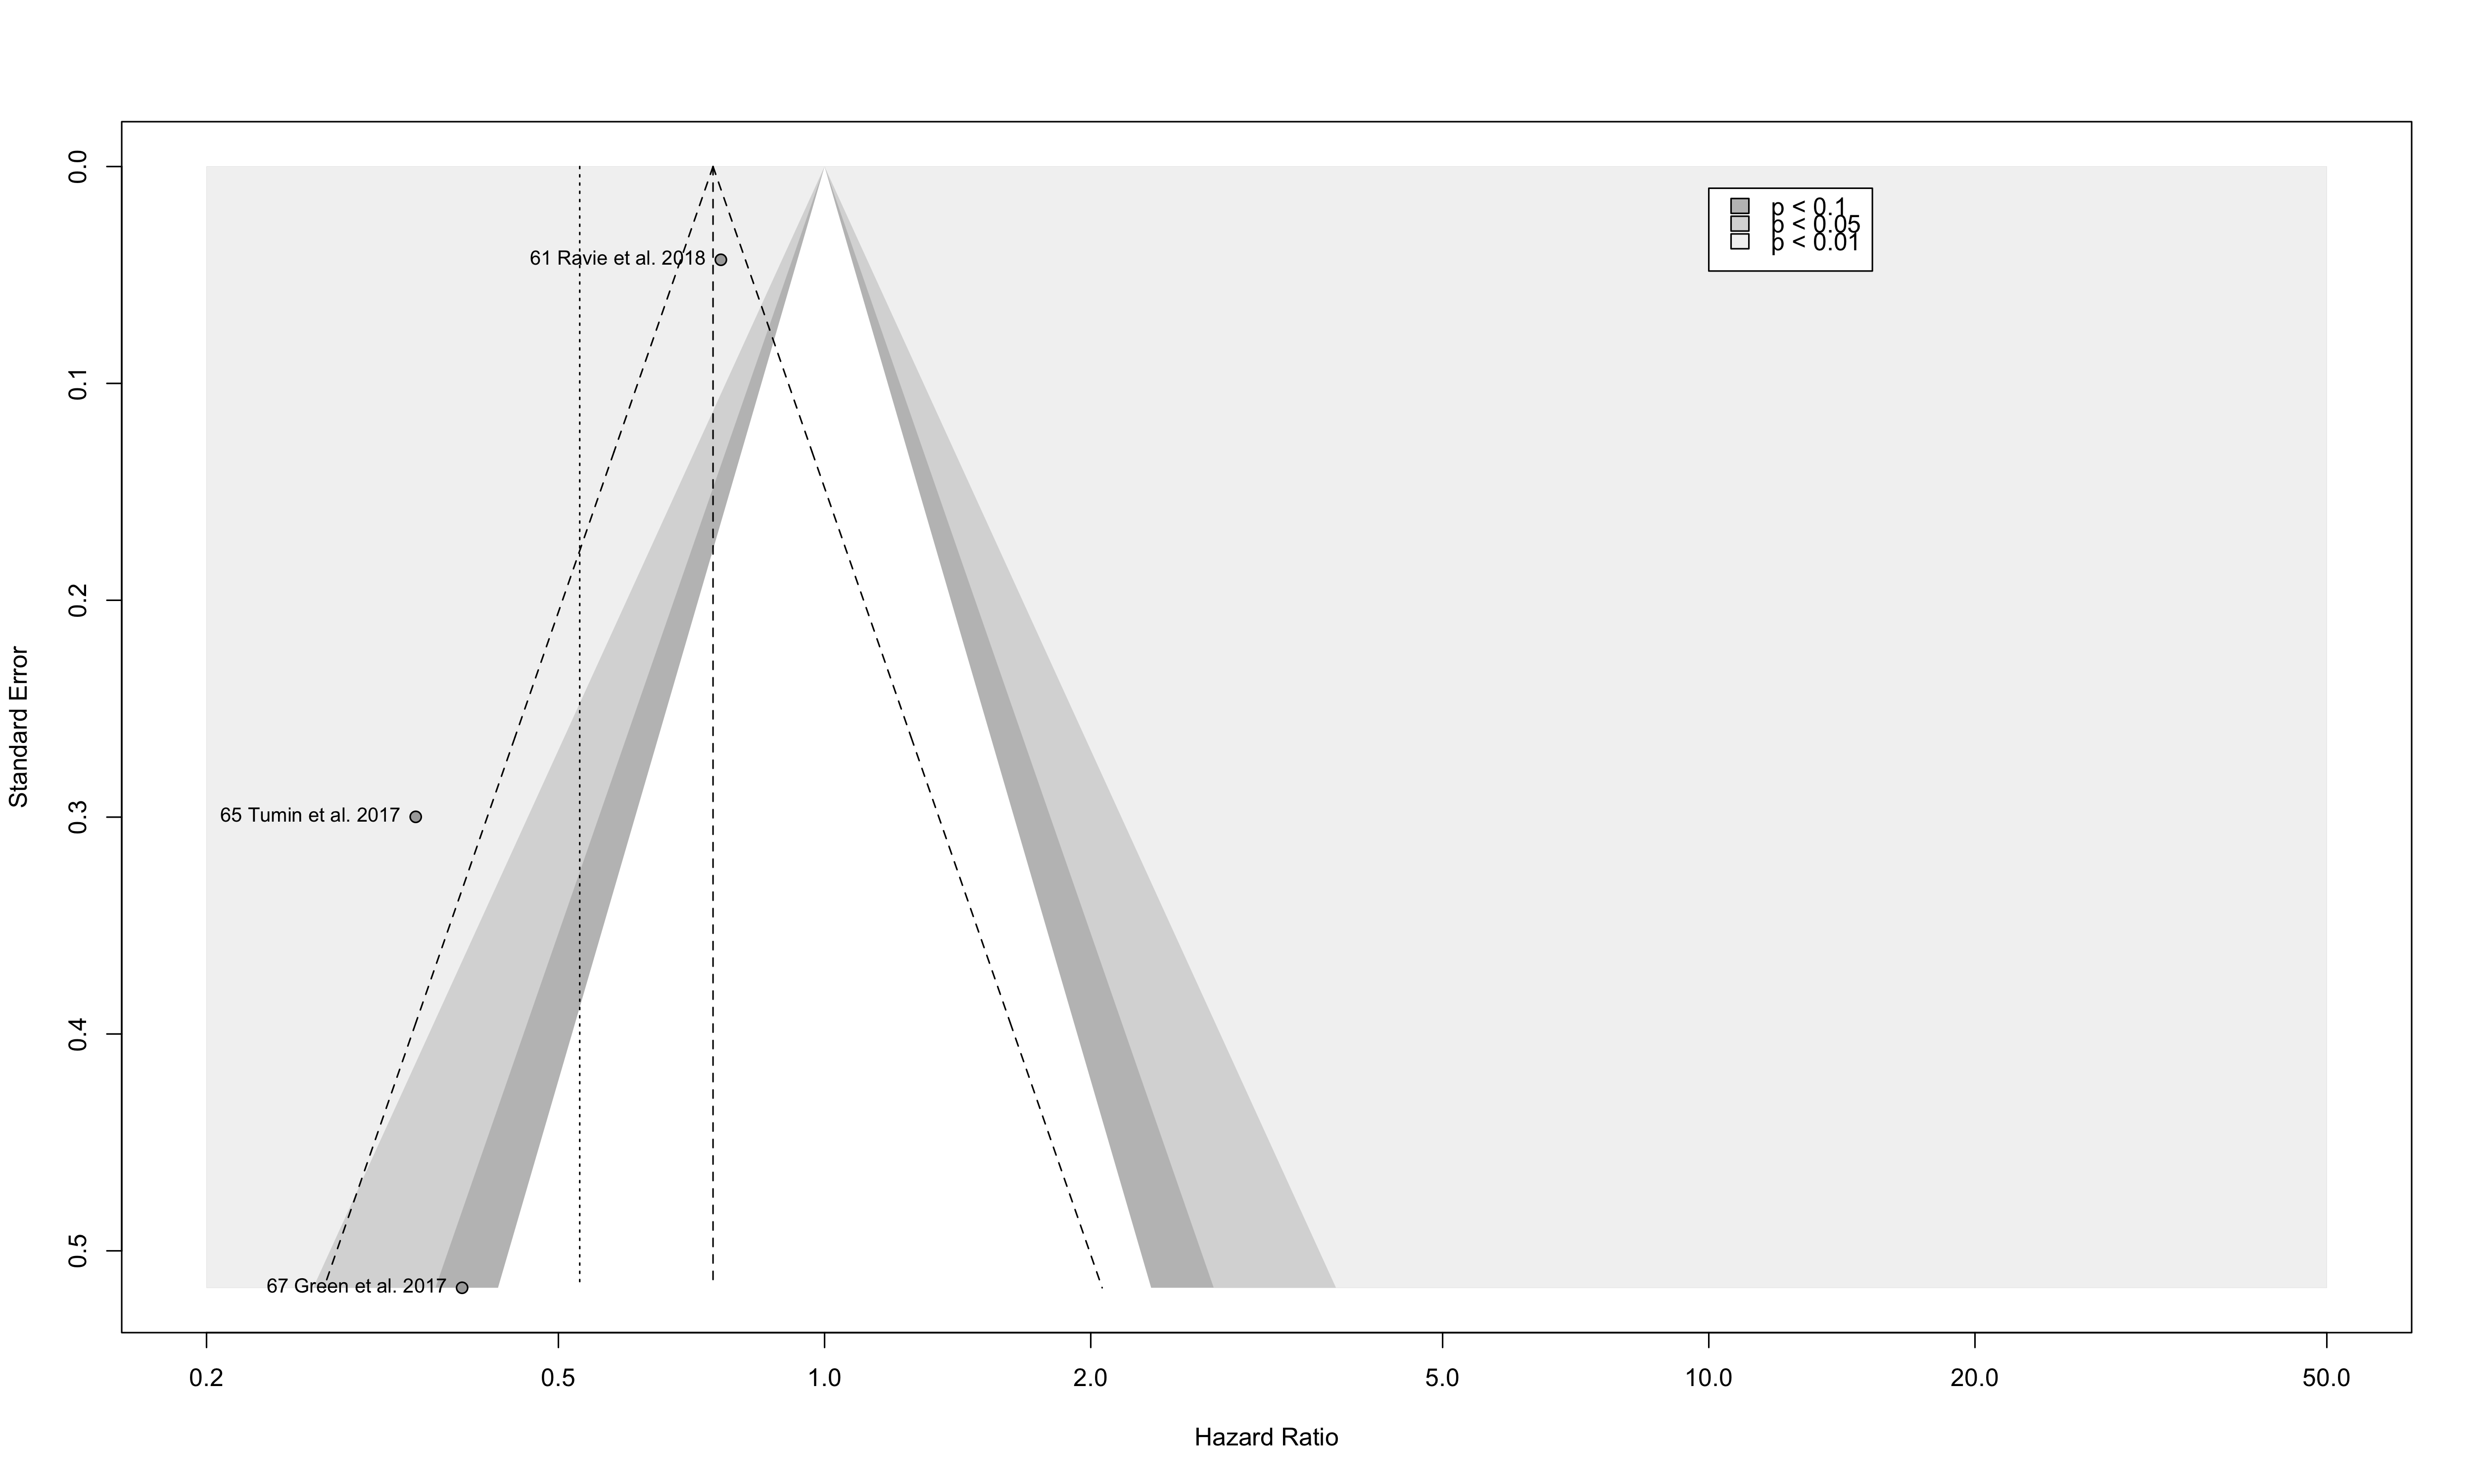 p < 0.1
p < 0.05
p < 0.01
61 Ravie et al. 2018
65 Tumin et al. 2017
67 Green et al. 2017
Standard Error
0.0
0.1
0.2
0.3
0.4
0.5
0.2
0.5
1.0
2.0
5.0
10.0
20.0
50.0
Hazard Ratio